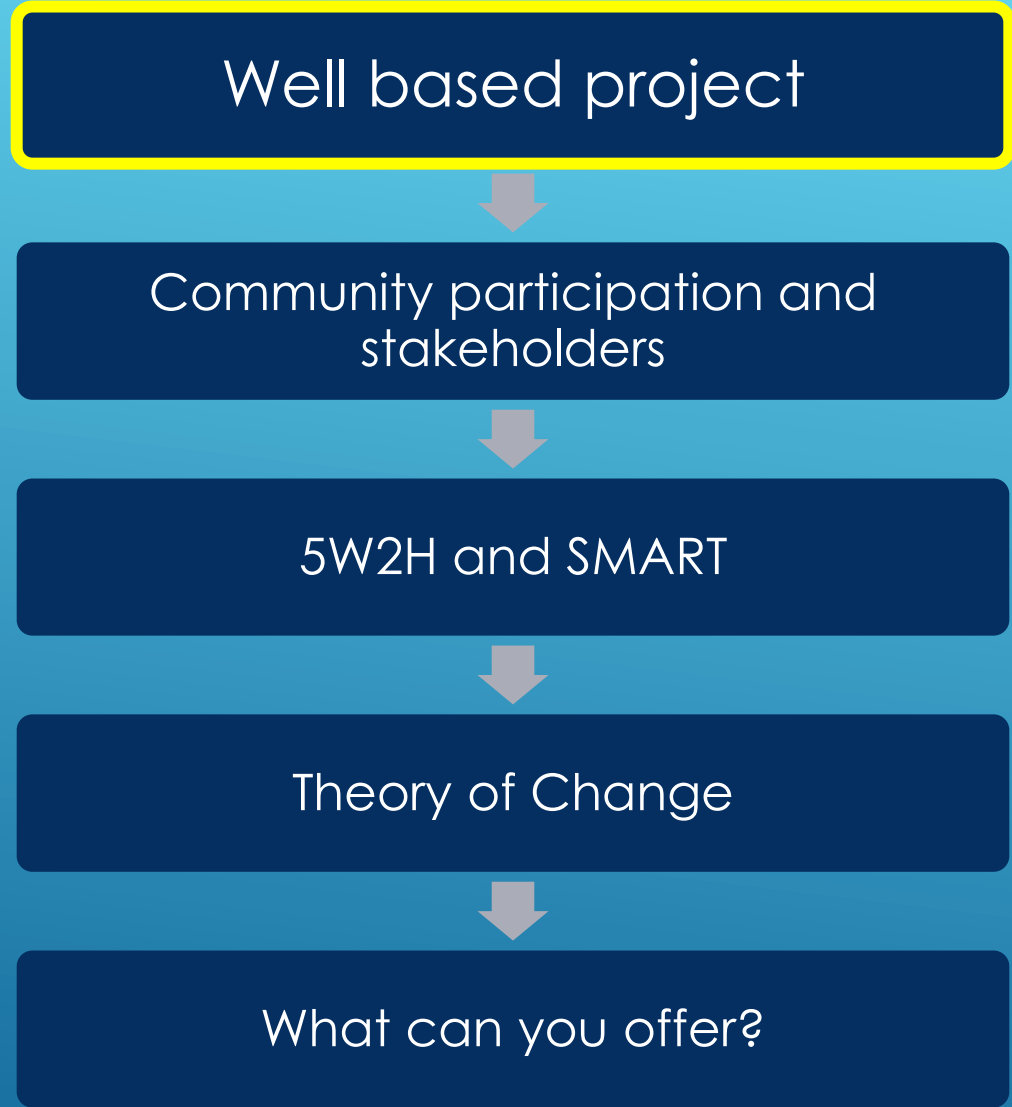 Well based project
Community participation and
stakeholders
5W2H and SMART
Theory of Change
What can you offer?